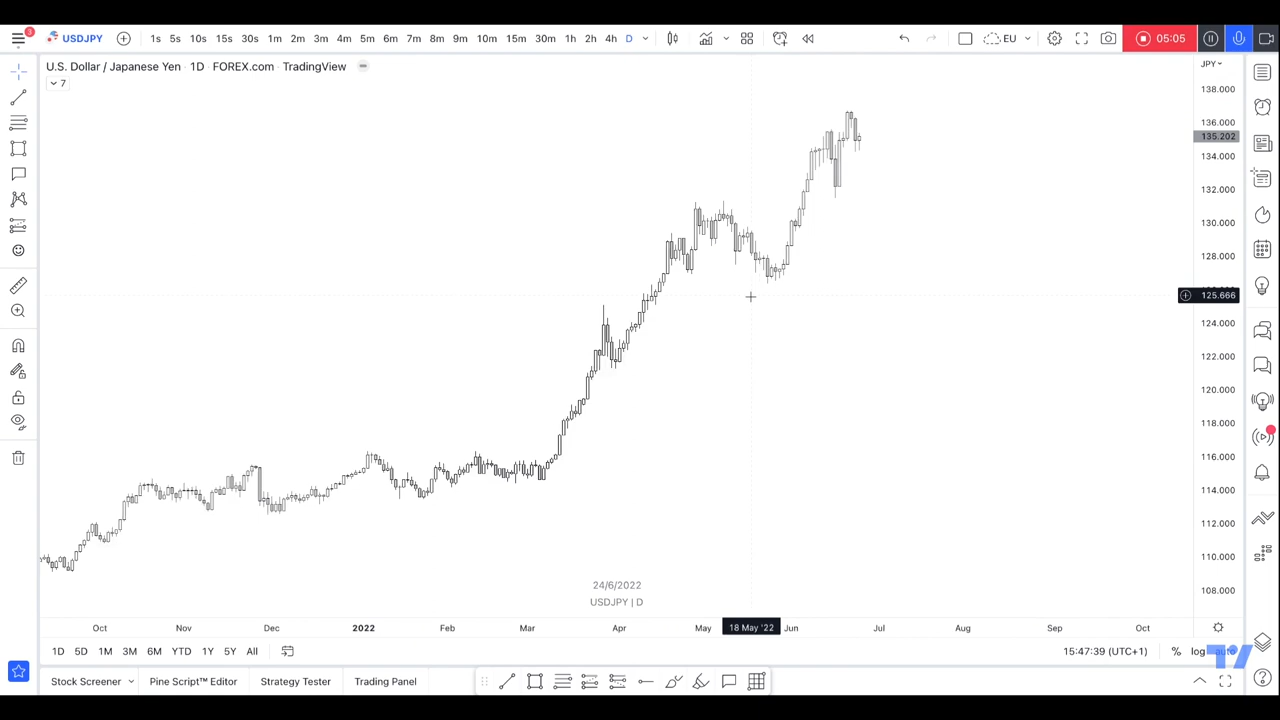 3
USDJPY
1s 5s 10s 15s 30s 1m 2m 3m 4m 5m 6m 7m 8m 9m 10m 15m 30m 1h 2h 4h D
EU
05:05
U.S. Dollar / Japanese Yen · 1D · FOREX.com · TradingView
7
JPY
138.000
136.000
135.202
134.000
132.000
130.000
128.000
125.666
124.000
122.000
120.000
118.000
116.000
114.000
112.000
110.000
108.000
24/6/2022
USDJPY | D
Oct Nov Dec 2022 Feb Mar Apr May 18 May '22 Jun Jul Aug Sep Oct
1D 5D 1M 3M 6M YTD 1Y 5Y All
15:47:39 (UTC+1) % log auto
Stock Screener Pine Script™ Editor Strategy Tester Trading Panel